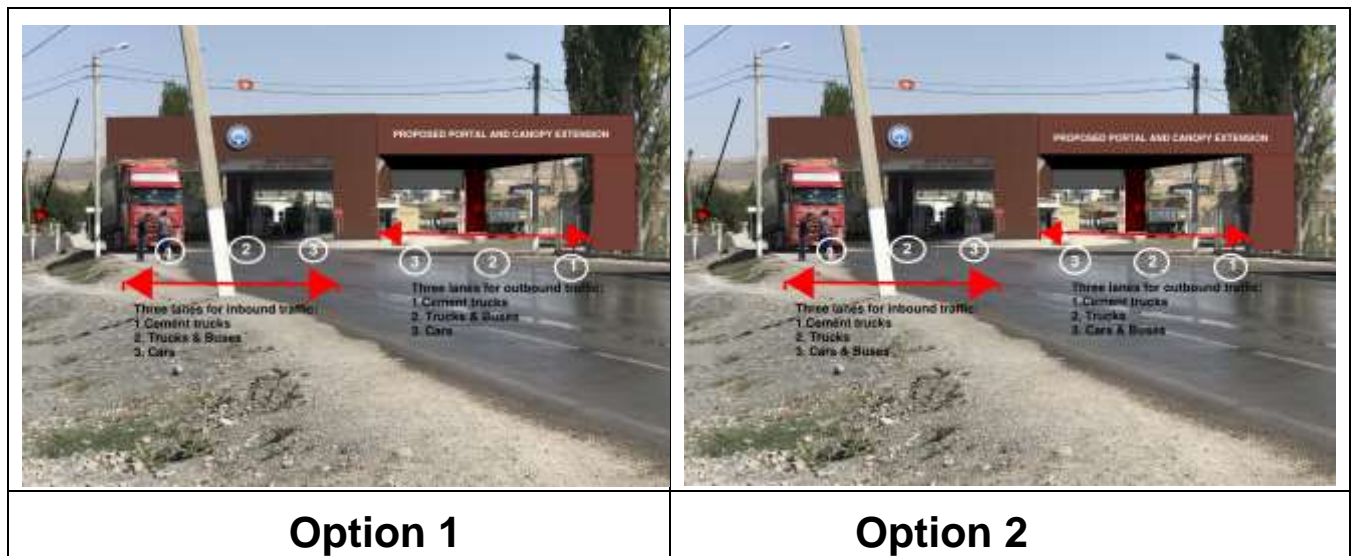 PROPOSED PORTAL AND CANOPY EXTENSION
1 2 3
3 2 1
Three lanes for outbound traffic:
1 Cement trucks
2. Trucks & Buses
3. Cars
Three lanes for inbound traffic:
1 Cement trucks
2. Trucks & Buses
3. Cars
Option 1
PROPOSED PORTAL AND CANOPY EXTENSION
1 2 3
3 2 1
Three lanes for outbound traffic:
1 Cement trucks
2. Trucks
3. Cars & Buses
Three lanes for inbound traffic:
1 Cement trucks
2. Trucks
3. Cars & Buses
Option 2